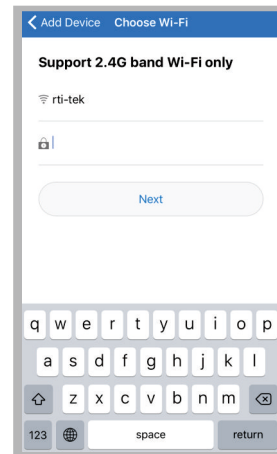 Add Device Choose Wi-Fi
Support 2.4G band Wi-Fi only
rti-tek
Next
q w e r t y u i o p
a s d f g h j k l
z x c v b n m
123 space return